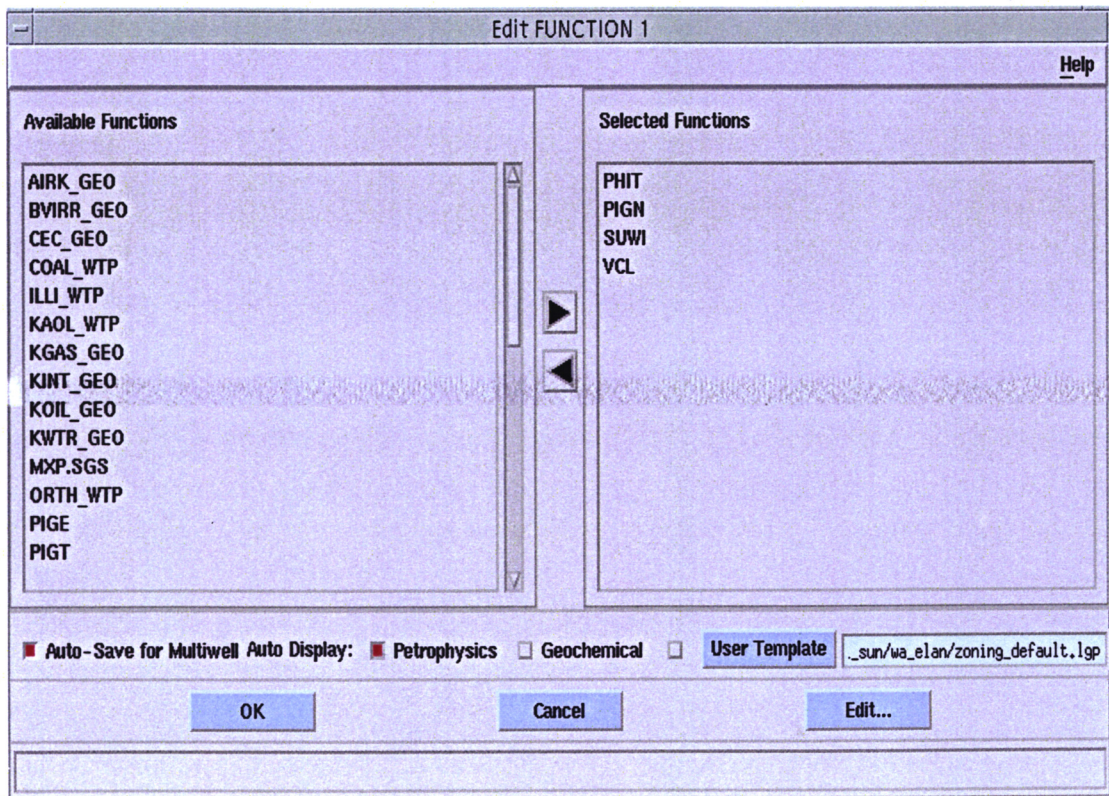 Edit FUNCTION 1
Help
Available Functions
AIRK_GEO
BVIRR_GEO
CEC_GEO
COAL_WTP
ILLI_WTP
KAOL_WTP
KGAS_GEO
KINT_GEO
KOIL_GEO
KWTR_GEO
MXP.SGS
ORTH_WTP
PIGE
PIGT
Selected Functions
PHIT
PIGN
SUWI
VCL
Auto-Save for Multiwell Auto Display: Petrophysics Geochemical User Template ._sun/wa_elan/zoning_default.lgp
OK Cancel Edit...